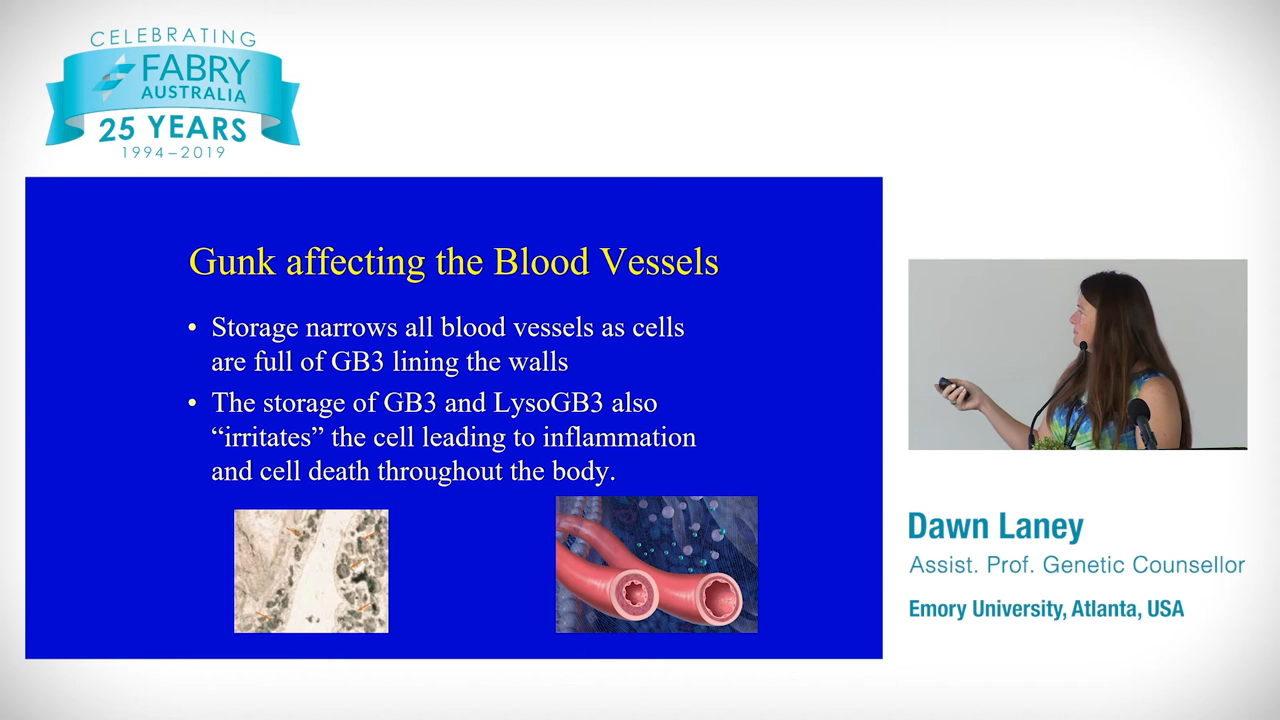 CELEBRATING
FABRY
AUSTRALIA
25 YEARS
1994–2019
Gunk affecting the Blood Vessels
• Storage narrows all blood vessels as cells
are full of GB3 lining the walls
• The storage of GB3 and LysoGB3 also
“irritates” the cell leading to inflammation
and cell death throughout the body.
Dawn Laney
Assist. Prof. Genetic Counsellor
Emory University, Atlanta, USA